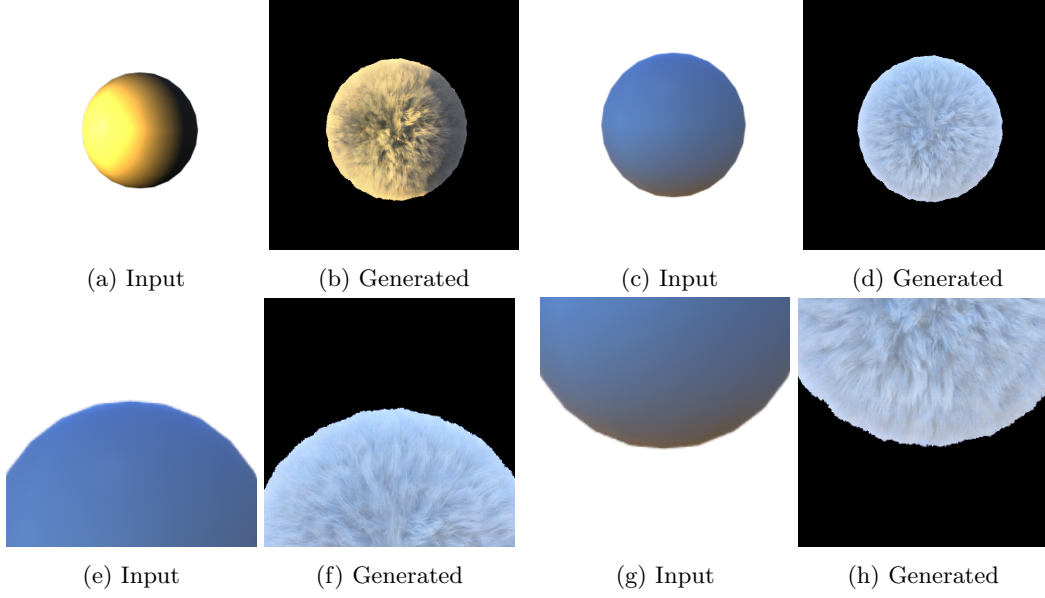 (a) Input
(b) Generated
(c) Input
(d) Generated
(e) Input
(f) Generated
(g) Input
(h) Generated